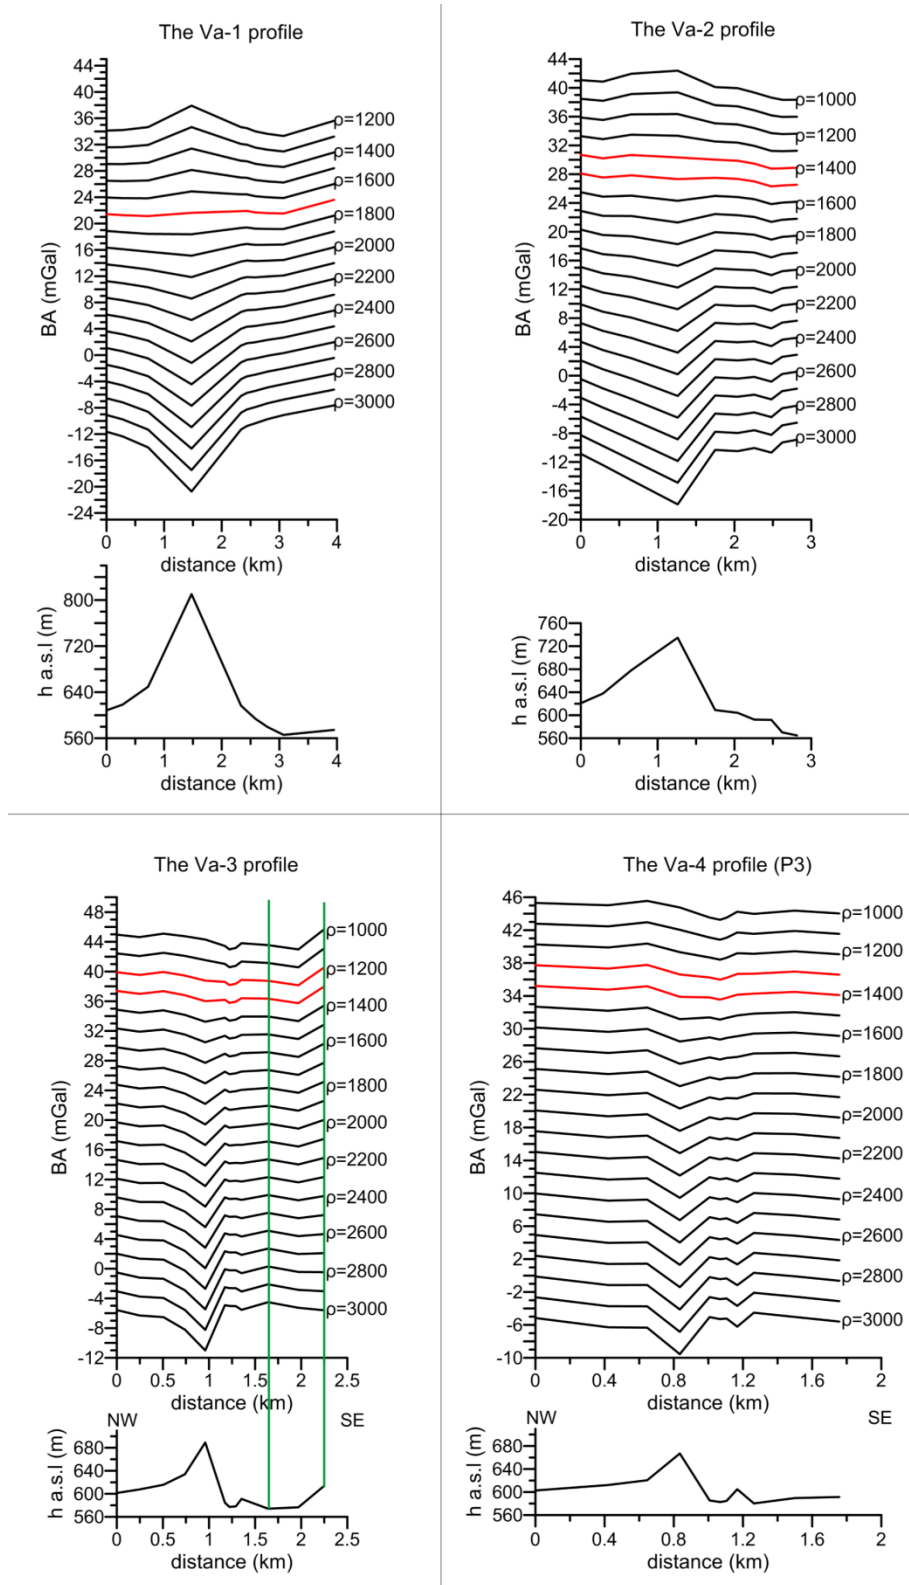 The Va-1 profile
44
40
36
32
28
24
20
16
12
8
4
0
-4
-8
-12
-16
-20
-24
BA (mGal)
ρ=1200
ρ=1400
ρ=1600
ρ=1800
ρ=2000
ρ=2200
ρ=2400
ρ=2600
ρ=2800
ρ=3000
0 1 2 3 4
distance (km)
800
720
640
560
h a.s.l (m)
0 1 2 3 4
distance (km)
The Va-2 profile
44
40
36
32
28
24
20
16
12
8
4
0
-4
-8
-12
-16
-20
BA (mGal)
ρ=1000
ρ=1200
ρ=1400
ρ=1600
ρ=1800
ρ=2000
ρ=2200
ρ=2400
ρ=2600
ρ=2800
ρ=3000
0 1 2 3
distance (km)
760
720
680
640
600
560
h a.s.l (m)
0 1 2 3
distance (km)
The Va-3 profile
48
44
40
36
32
28
24
20
16
12
8
4
0
-4
-8
-12
BA (mGal)
ρ=1000
ρ=1200
ρ=1400
ρ=1600
ρ=1800
ρ=2000
ρ=2200
ρ=2400
ρ=2600
ρ=2800
ρ=3000
0 0.5 1 1.5 2 2.5
distance (km)
NW SE
680
640
600
560
h a.s.l (m)
0 0.5 1 1.5 2 2.5
distance (km)
The Va-4 profile (P3)
46
42
38
34
30
26
22
18
14
10
6
2
-2
-6
-10
BA (mGal)
ρ=1000
ρ=1200
ρ=1400
ρ=1600
ρ=1800
ρ=2000
ρ=2200
ρ=2400
ρ=2600
ρ=2800
ρ=3000
0 0.4 0.8 1.2 1.6 2
distance (km)
NW SE
680
640
600
560
h a.s.l (m)
0 0.4 0.8 1.2 1.6 2
distance (km)